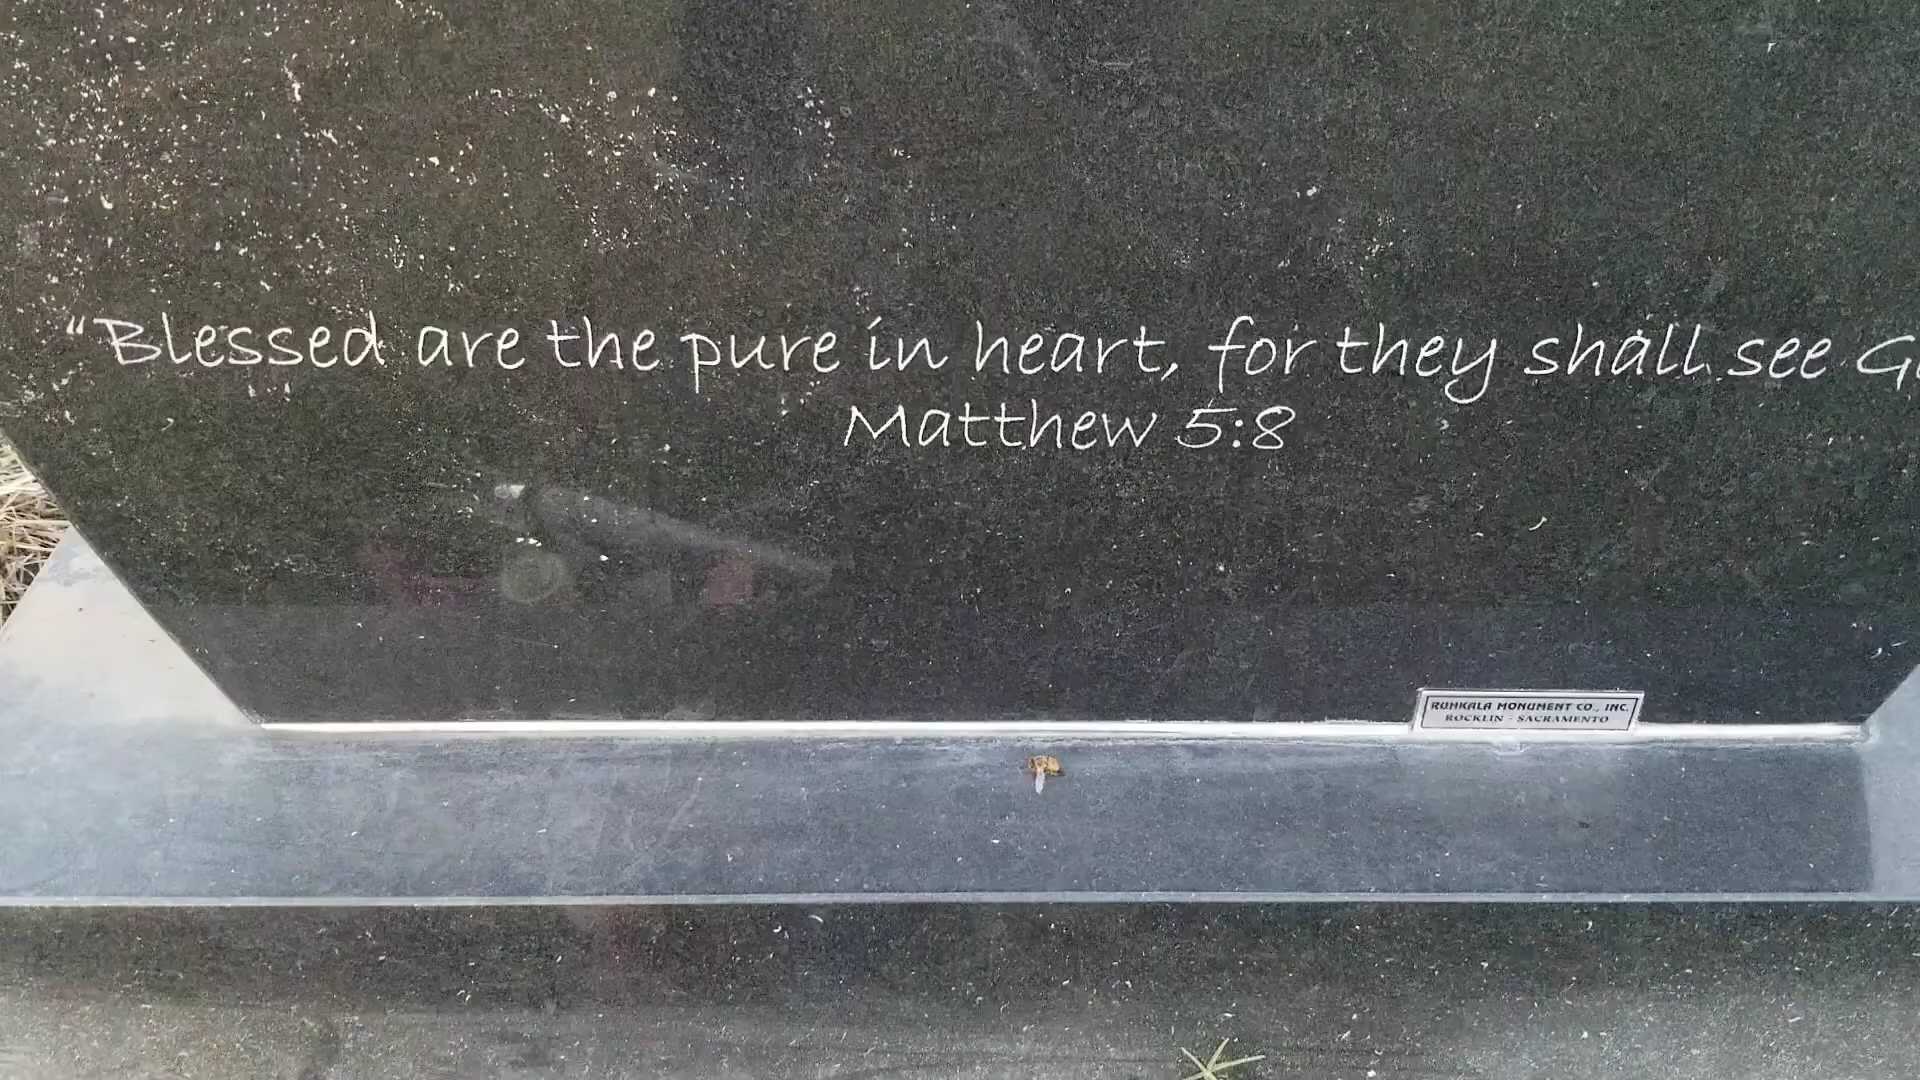 "Blessed are the pure in heart, for they shall see G
Matthew 5:8
RUHKALA MONUMENT CO., INC.
ROCKLIN - SACRAMENTO